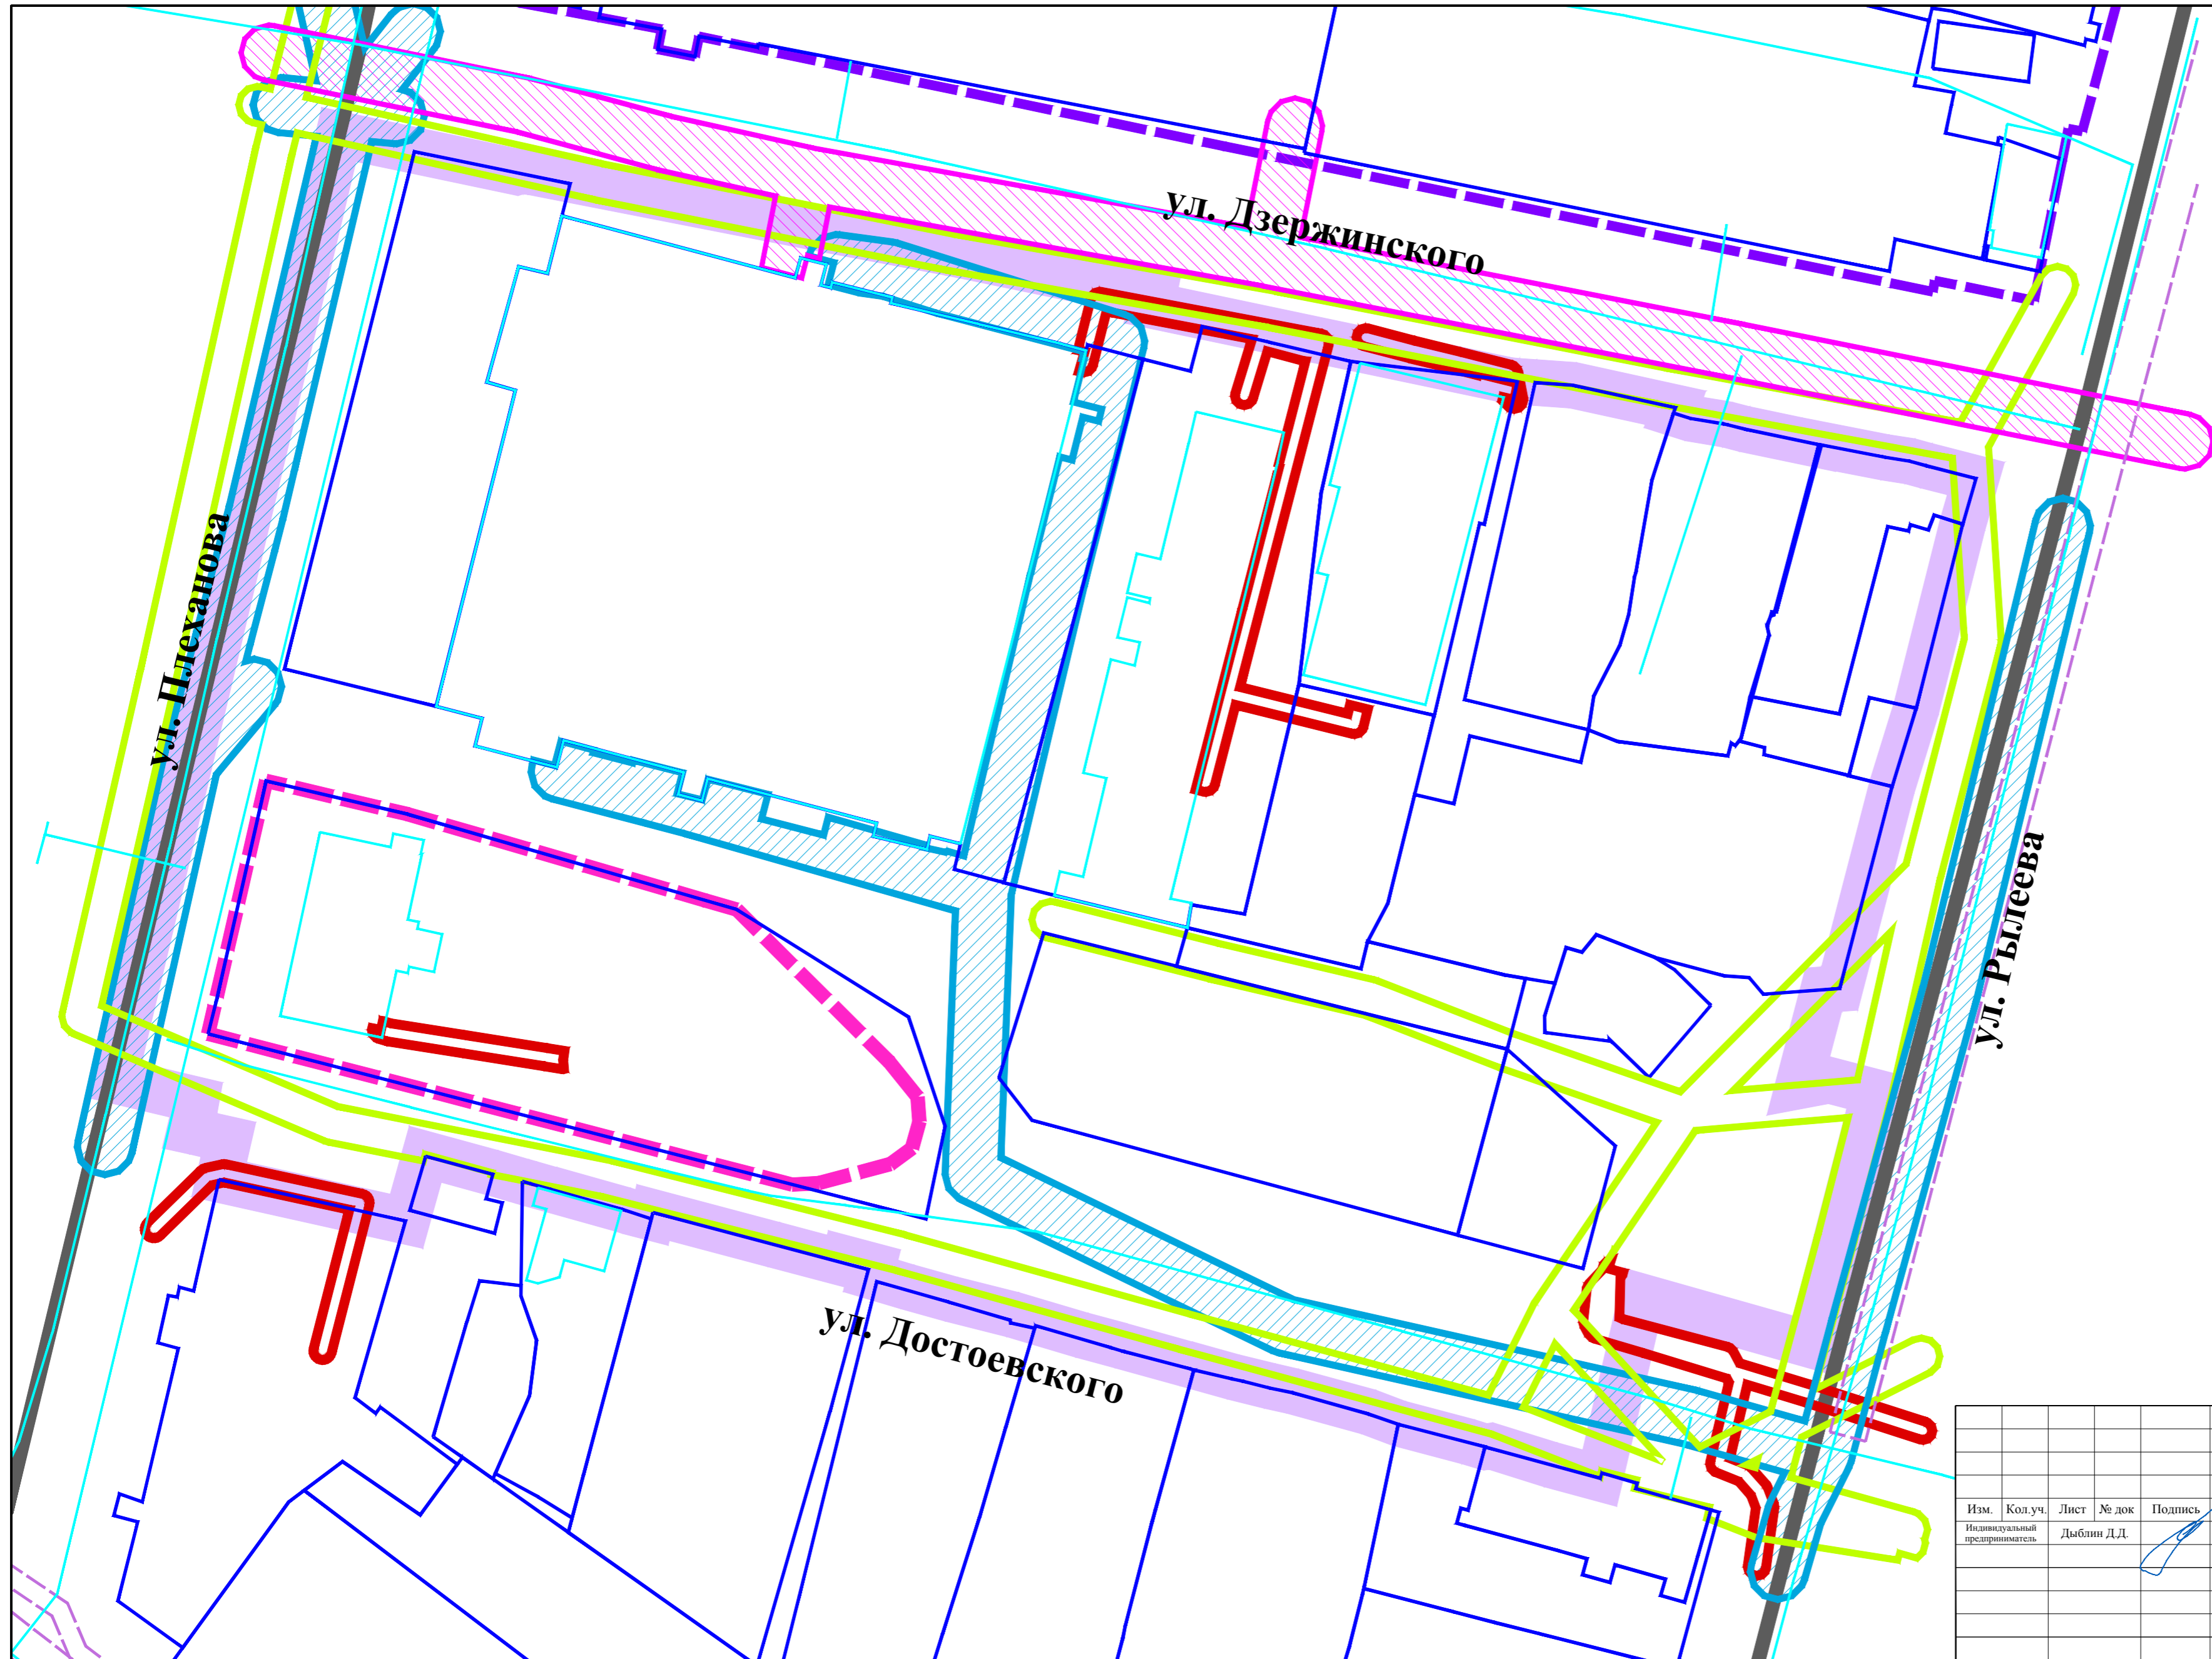 ул. Дзержинского
ул. Плеханова
ул. Рылеева
ул. Достоевского
Изм. Кол.уч. Лист № док Подпись
Индивидуальный предприниматель Дыблин Д.Д.